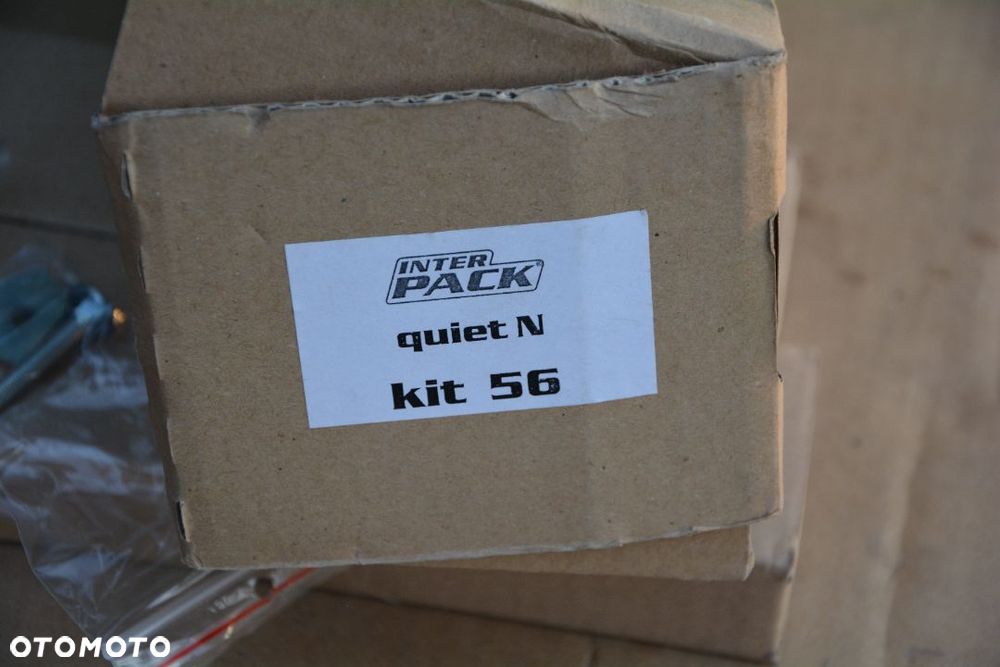 INTER
PACK
quiet N
kit 56
OTOMOTO